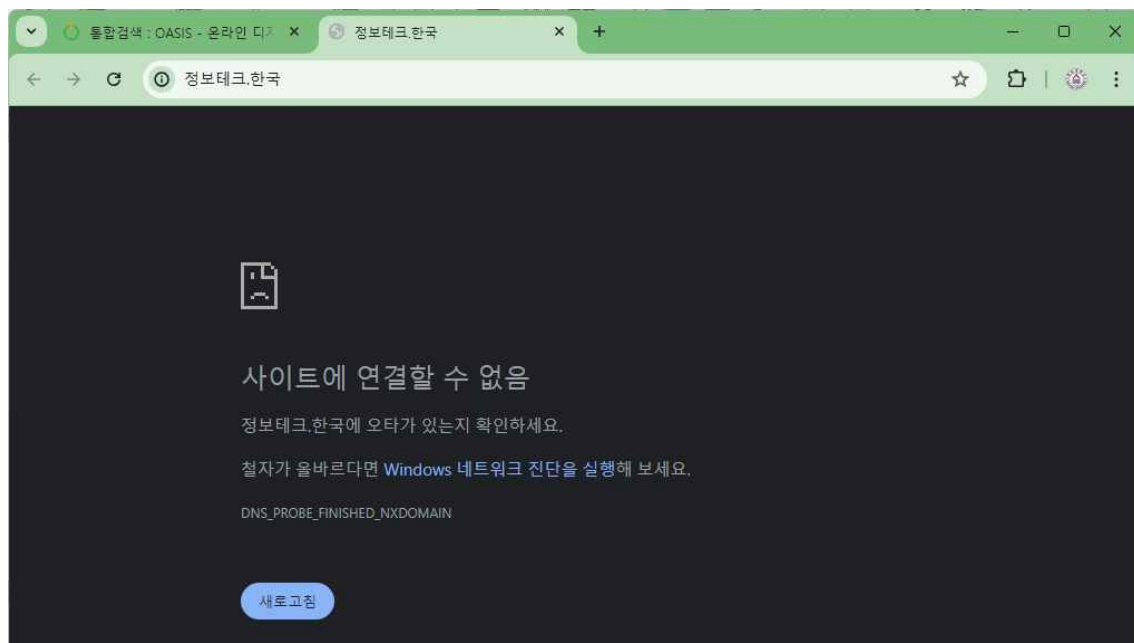 통합검색 : OASIS - 온라인 디지
정보테크.한국
정보테크.한국
사이트에 연결할 수 없음
정보테크.한국에 오타가 있는지 확인하세요.
철자가 올바르다면 Windows 네트워크 진단을 실행해 보세요.
DNS_PROBE_FINISHED_NXDOMAIN
새로고침